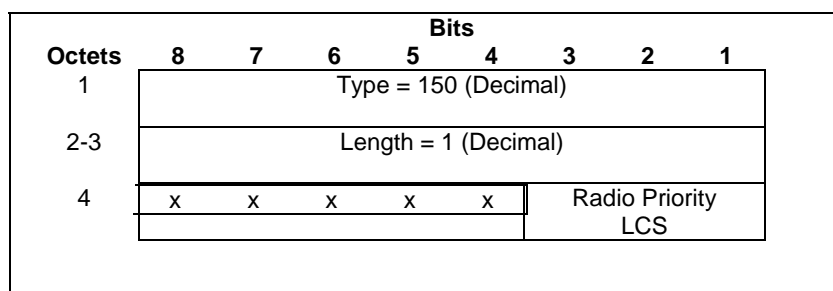 Bits
Octets 8 7 6 5 4 3 2 1
1 Type = 150 (Decimal)
2-3 Length = 1 (Decimal)
4 x x x x x Radio Priority
LCS